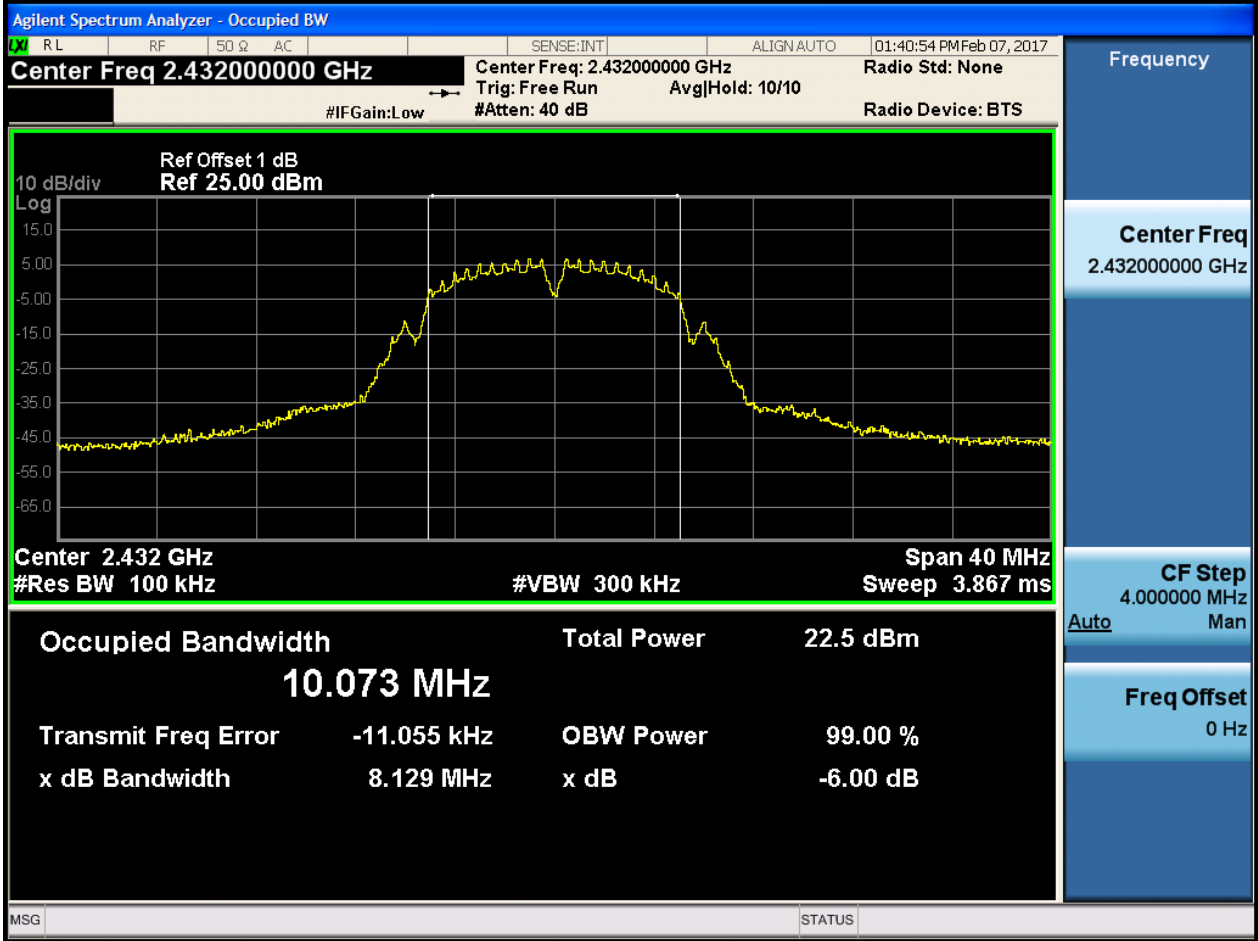 Agilent Spectrum Analyzer - Occupied BW
LXI RL RF 50 Ω AC SENSE:INT ALIGN AUTO 01:40:54 PM Feb 07, 2017
Center Freq 2.432000000 GHz
Center Freq: 2.432000000 GHz
Radio Std: None
Trig: Free Run Avg|Hold: 10/10
#IFGain:Low
#Atten: 40 dB
Radio Device: BTS
Ref Offset 1 dB
10 dB/div Ref 25.00 dBm
Log
15.0
5.00
-5.00
-15.0
-25.0
-35.0
-45.0
-55.0
-65.0
Center 2.432 GHz Span 40 MHz
#Res BW 100 kHz #VBW 300 kHz Sweep 3.867 ms
Occupied Bandwidth Total Power 22.5 dBm
10.073 MHz
Transmit Freq Error -11.055 kHz OBW Power 99.00 %
x dB Bandwidth 8.129 MHz x dB -6.00 dB
Frequency
Center Freq
2.432000000 GHz
CF Step
4.000000 MHz
Auto Man
Freq Offset
0 Hz
MSG STATUS